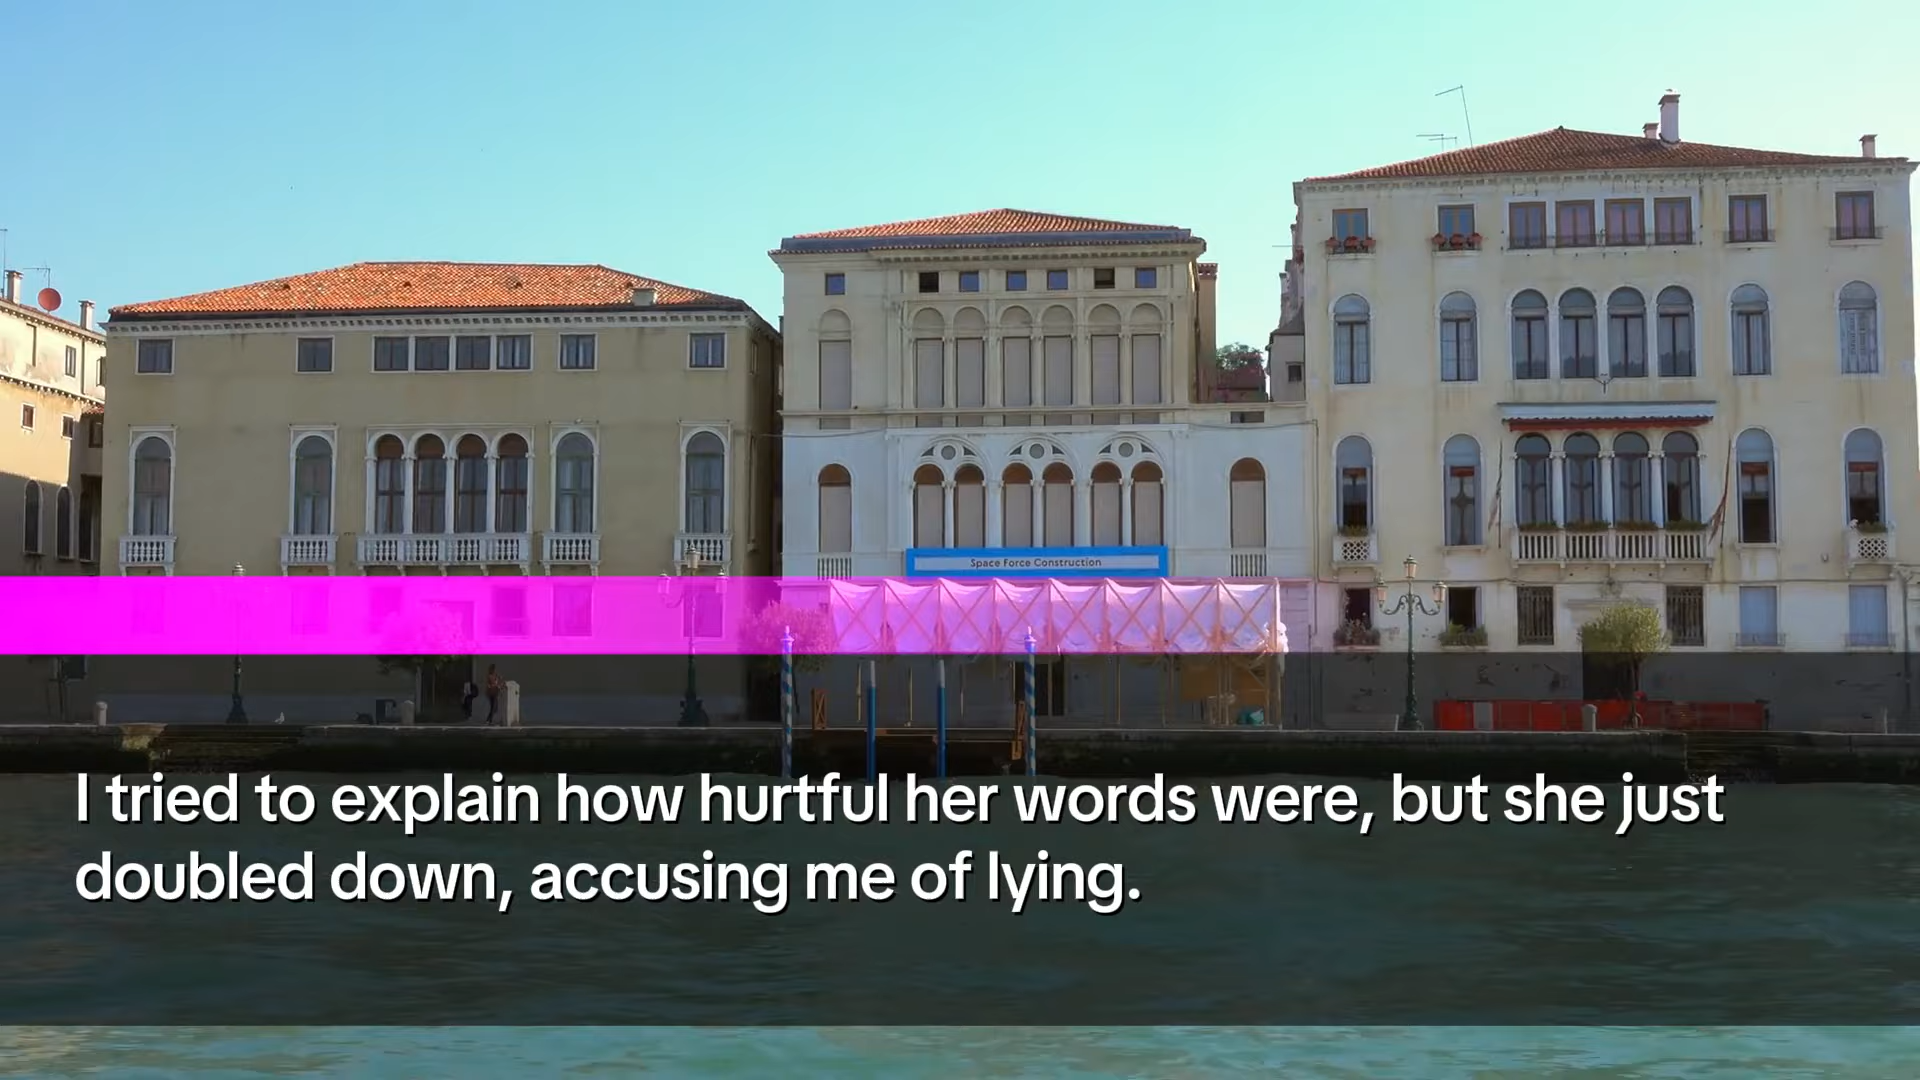 Space Force Construction
I tried to explain how hurtful her words were, but she just
doubled down, accusing me of lying.